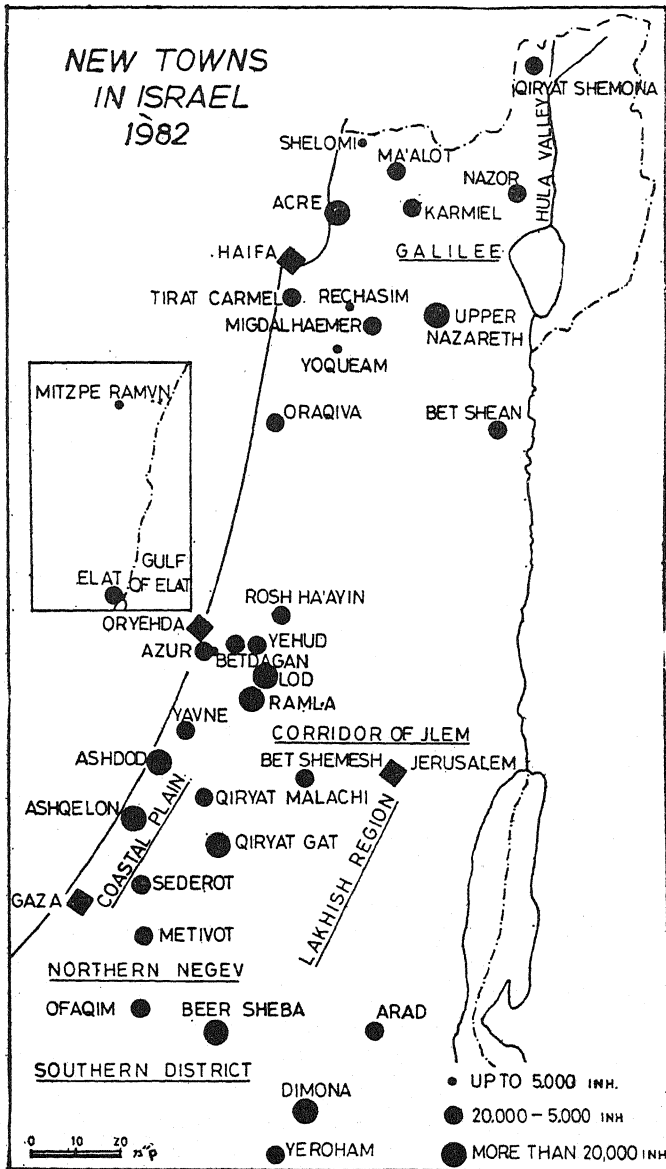 NEW TOWNS
IN ISRAEL
1982
QIRYAT SHEMONA
SHELOMI
MA'ALOT
HULA VALLEY
NAZOR
ACRE
KARMIEL
HAIFA
GALILEE
TIRAT CARMEL
RECHASIM
MIGDALHAEMER
UPPER
NAZARETH
YOQUEAM
MITZPE RAMVN
ORAQIVA
BET SHEAN
GULF
OF ELAT
ELAT
ROSH HA'AYIN
ORYEHDA
AZUR
YEHUD
BETDAGAN
LOD
RAMLA
YAVNE
CORRIDOR OF JLEM
ASHDOD
BET SHEMESH
JERUSALEM
QIRYAT MALACHI
ASHQELON
COASTAL PLAIN
QIRYAT GAT
LAKHISH REGION
SEDEROT
GAZA
METIVOT
NORTHERN NEGEV
OFAQIM
BEER SHEBA
ARAD
SOUTHERN DISTRICT
UP TO 5.000 INH.
DIMONA
20,000 – 5.000 INH
0 10 20
ק"מ
YEROHAM
MORE THAN 20,000 INH